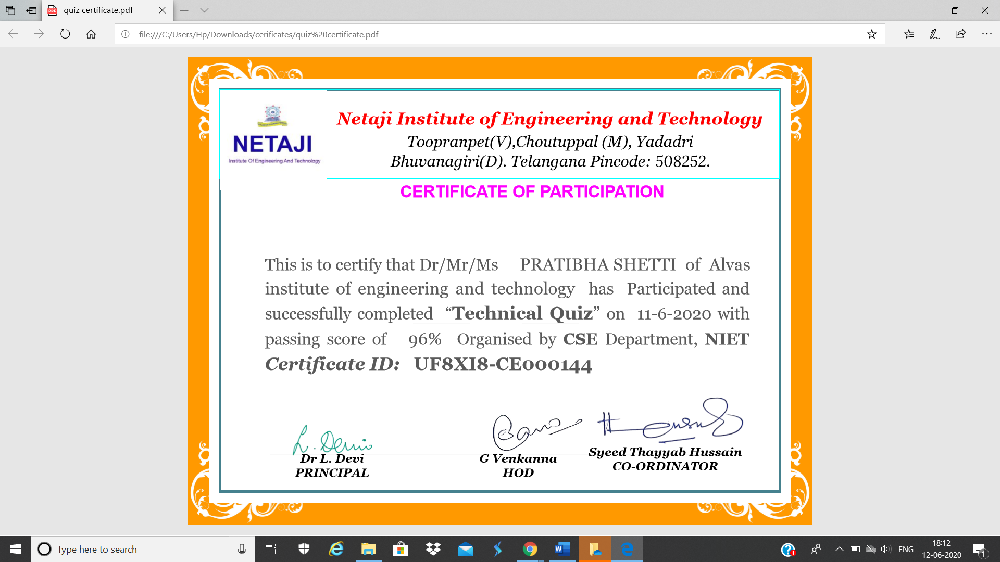 quiz certificate.pdf
file:///C:/Users/Hp/Downloads/cerificates/quiz%20certificate.pdf
NETAJI
Institute Of Engineering And Technology
Netaji Institute of Engineering and Technology
Toopranpet(V),Choutuppal (M), Yadadri
Bhuvanagiri(D). Telangana Pincode: 508252.
CERTIFICATE OF PARTICIPATION
This is to certify that Dr/Mr/Ms PRATIBHA SHETTI of Alvas
institute of engineering and technology has Participated and
successfully completed “Technical Quiz” on 11-6-2020 with
passing score of 96% Organised by CSE Department, NIET
Certificate ID: UF8XI8-CE000144
L. Devi
Dr L. Devi
PRINCIPAL
G Venkanna
HOD
Syeed Thayyab Hussain
CO-ORDINATOR
Type here to search
ENG
18:12
12-06-2020
1